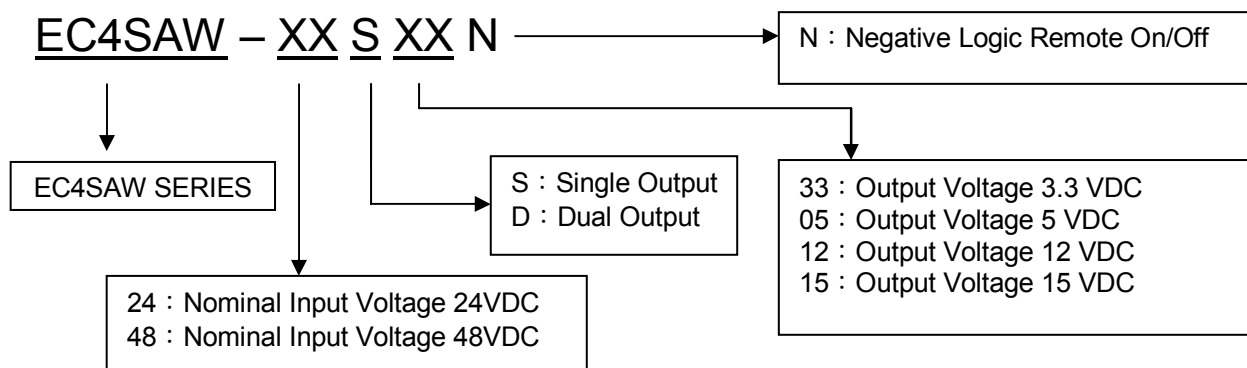 EC4SAW – XX S XX N
N：Negative Logic Remote On/Off
EC4SAW SERIES
S：Single Output
D：Dual Output
33：Output Voltage 3.3 VDC
05：Output Voltage 5 VDC
12：Output Voltage 12 VDC
15：Output Voltage 15 VDC
24：Nominal Input Voltage 24VDC
48：Nominal Input Voltage 48VDC